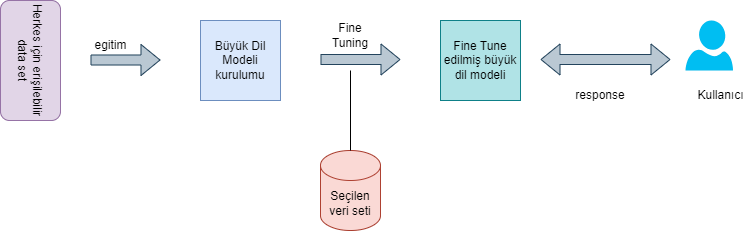 Herkes için erişilebilir
data set
egitim
Büyük Dil
Modeli
kurulumu
Fine
Tuning
Fine Tune
edilmiş büyük
dil modeli
response
Kullanıcı
Seçilen
veri seti